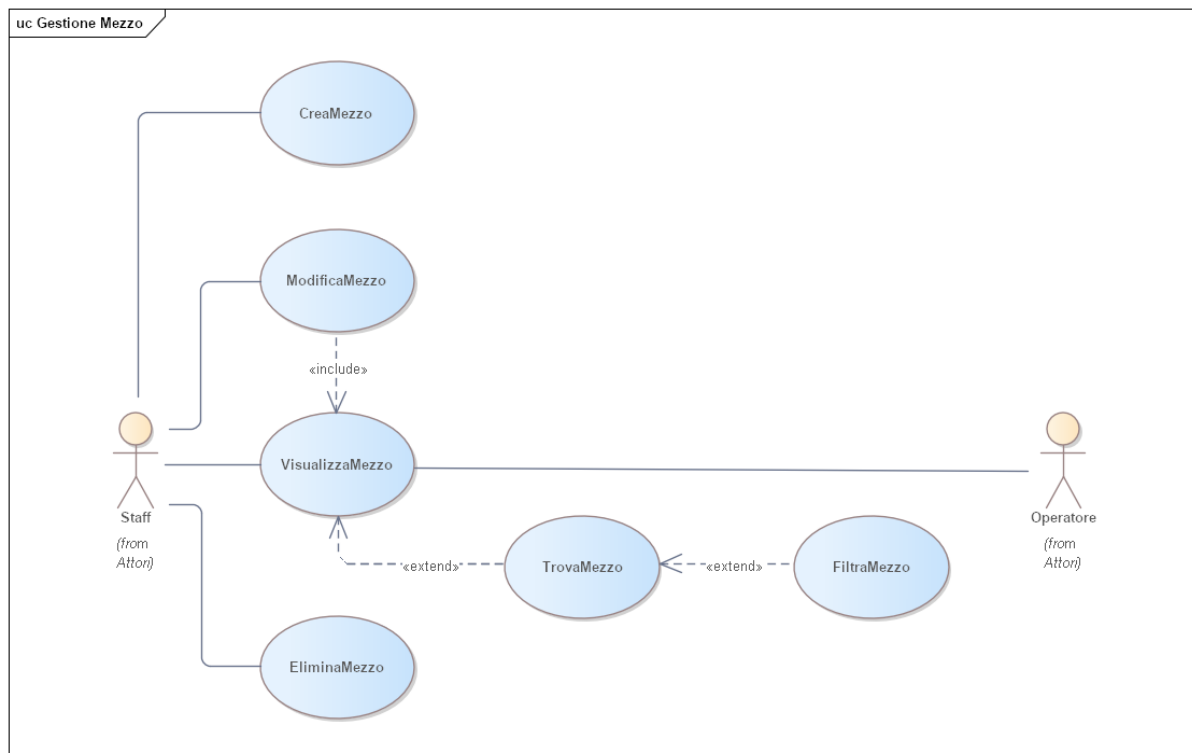 uc Gestione Mezzo
CreaMezzo
ModificaMezzo
«include»
VisualizzaMezzo
Staff
(from
Attori)
Operatore
(from
Attori)
«extend»
TrovaMezzo
«extend»
FiltraMezzo
EliminaMezzo